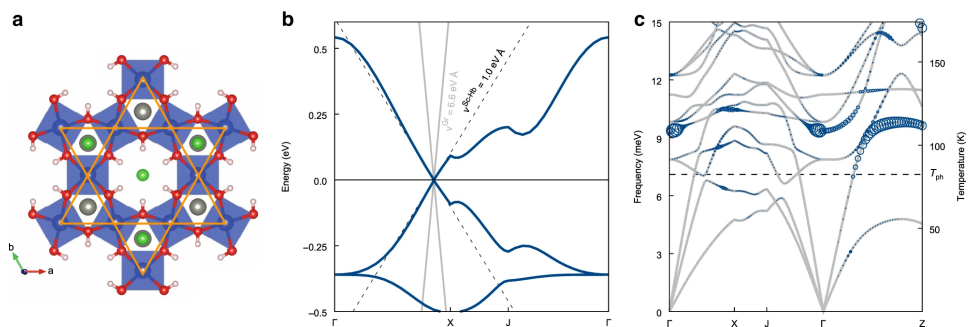 a
b
a
b
0.5
0.25
0.0
−0.25
−0.5
Energy (eV)
v^Gr = 6.6 eV Å
v^Sc-Hb = 1.0 eV Å
Γ
X
J
Γ
c
15
12
9
6
3
0
Frequency (meV)
150
100
T_ph
50
Temperature (K)
Γ
X
J
Γ
Z